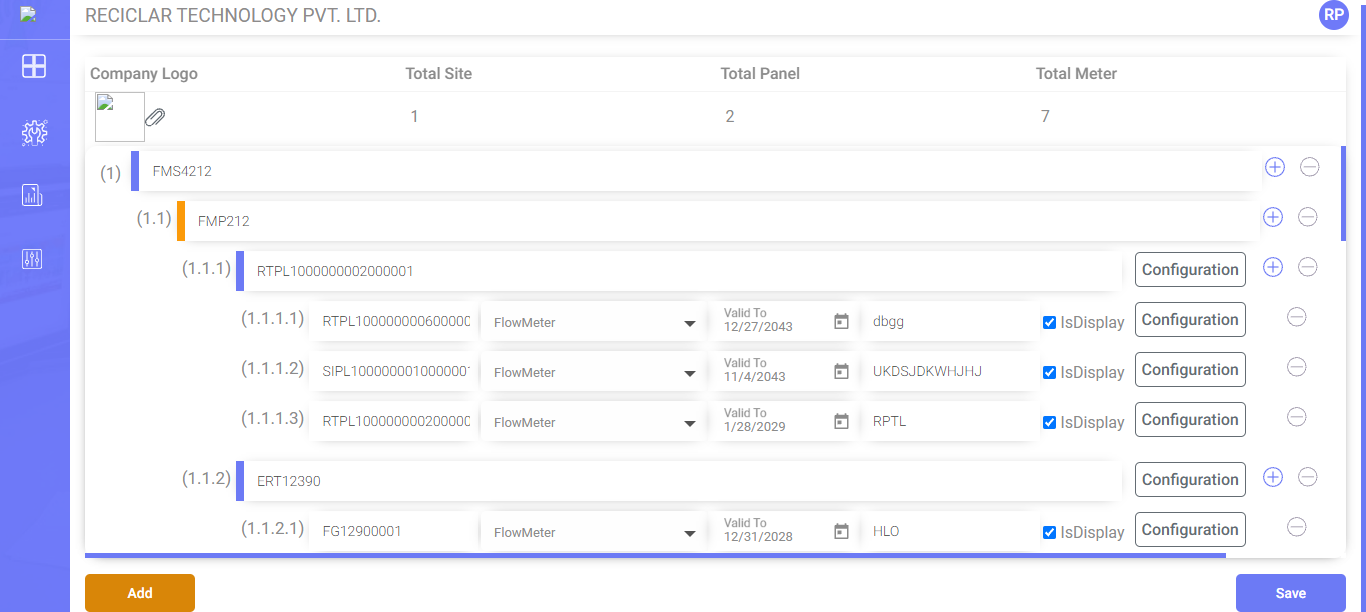 RECICLAR TECHNOLOGY PVT. LTD.
RP
Company Logo Total Site Total Panel Total Meter
1 2 7
(1) FMS4212
(1.1) FMP212
(1.1.1) RTPL1000000002000001 Configuration
(1.1.1.1) RTPL100000000600000 FlowMeter Valid To 12/27/2043 dbgg IsDisplay Configuration
(1.1.1.2) SIPL100000001000000 FlowMeter Valid To 11/4/2043 UKDSJDKWHJHJ IsDisplay Configuration
(1.1.1.3) RTPL100000000200000 FlowMeter Valid To 1/28/2029 RPTL IsDisplay Configuration
(1.1.2) ERT12390 Configuration
(1.1.2.1) FG12900001 FlowMeter Valid To 12/31/2028 HLO IsDisplay Configuration
Add Save